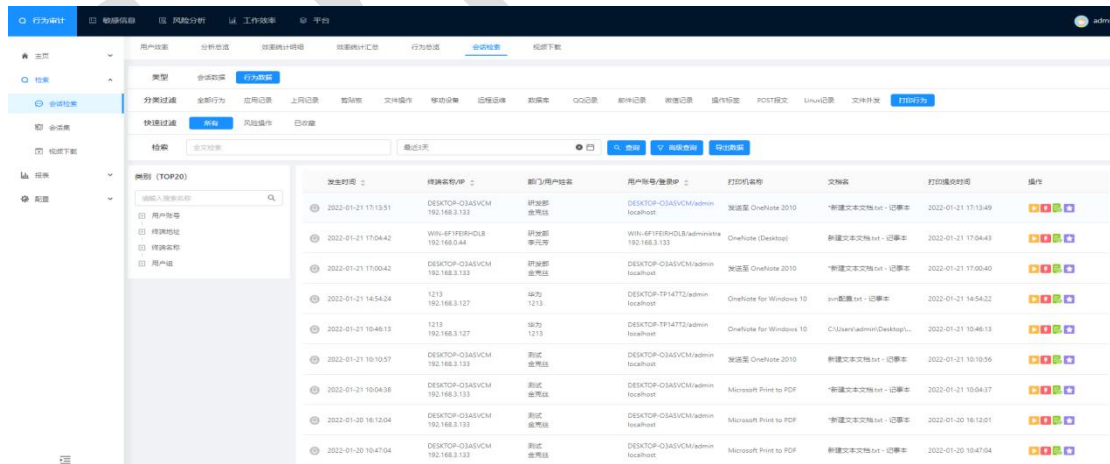 行为审计 敏感信息 风险分析 工作效率 平台 adm
用户效率 分析总览 效率统计明细 效率统计汇总 行为总览 会话检索 视频下载
主页
检索
会话检索
会话集
视频下载
报表
配置
类型 会话数据 行为数据
分类过滤 全部行为 应用记录 上网记录 剪贴板 文件操作 移动设备 远程运维 数据库 QQ记录 邮件记录 微信记录 操作标签 POST报文 Linux记录 文件外发 打印行为
快速过滤 所有 风险操作 已收藏
检索 全文检索 最近3天 查询 高级查询 导出数据
类别 (TOP20)
请输入搜索名称
用户账号
终端地址
终端名称
用户组
发生时间 终端名称/IP 部门/用户姓名 用户账号/登录IP 打印机名称 文档名 打印提交时间 操作
2022-01-21 17:13:51 DESKTOP-O3ASVCM 192.168.3.133 研发部 DESKTOP-O3ASVCM/admin localhost 发送至 OneNote 2010 *新建文本文档.txt - 记事本 2022-01-21 17:13:49
2022-01-21 17:04:42 WIN-6F1FEIRHDLB 192.168.0.44 研发部 李元芳 WIN-6F1FEIRHDLB/administra 192.168.3.133 OneNote (Desktop) 新建文本文档.txt - 记事本 2022-01-21 17:04:43
2022-01-21 17:00:42 DESKTOP-O3ASVCM 192.168.3.133 研发部 DESKTOP-O3ASVCM/admin localhost 发送至 OneNote 2010 *新建文本文档.txt - 记事本 2022-01-21 17:00:40
2022-01-21 14:54:24 1213 192.168.3.127 华为 1213 DESKTOP-TP147T2/admin localhost OneNote for Windows 10 svn配置.txt - 记事本 2022-01-21 14:54:22
2022-01-21 10:46:13 1213 192.168.3.127 华为 1213 DESKTOP-TP147T2/admin localhost OneNote for Windows 10 C:\Users\admin\Desktop\... 2022-01-21 10:46:13
2022-01-21 10:10:57 DESKTOP-O3ASVCM 192.168.3.133 测试 DESKTOP-O3ASVCM/admin localhost 发送至 OneNote 2010 新建文本文档.txt - 记事本 2022-01-21 10:10:56
2022-01-21 10:04:38 DESKTOP-O3ASVCM 192.168.3.133 测试 DESKTOP-O3ASVCM/admin localhost Microsoft Print to PDF *新建文本文档.txt - 记事本 2022-01-21 10:04:37
2022-01-20 16:12:04 DESKTOP-O3ASVCM 192.168.3.133 测试 DESKTOP-O3ASVCM/admin localhost Microsoft Print to PDF *新建文本文档.txt - 记事本 2022-01-20 16:12:01
2022-01-20 10:47:04 DESKTOP-O3ASVCM 192.168.3.133 测试 DESKTOP-O3ASVCM/admin localhost Microsoft Print to PDF 新建文本文档.txt - 记事本 2022-01-20 10:47:04